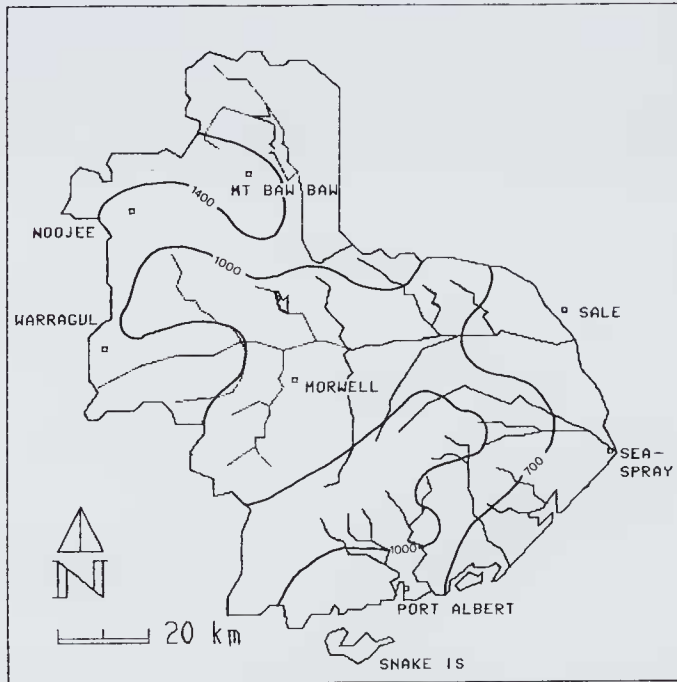 MT BAW BAW
1400
NOOJEE
1000
WARRAGUL
SALE
MORWELL
SEA-
SPRAY
700
1000
PORT ALBERT
N
20 km
SNAKE IS